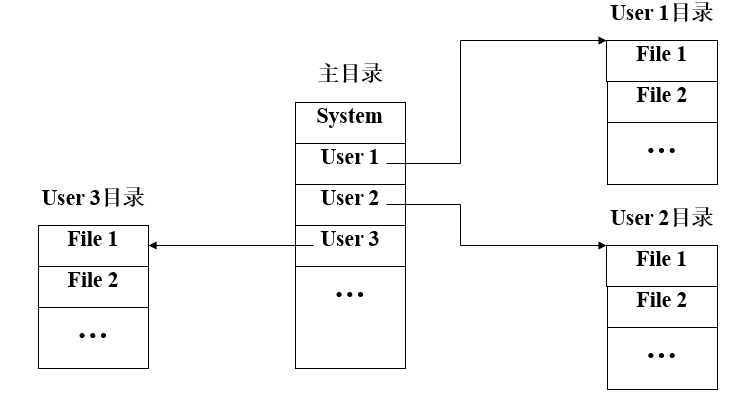 User 1目录
File 1
File 2
…
主目录
System
User 1
User 2
User 3
…
User 3目录
File 1
File 2
…
User 2目录
File 1
File 2
…